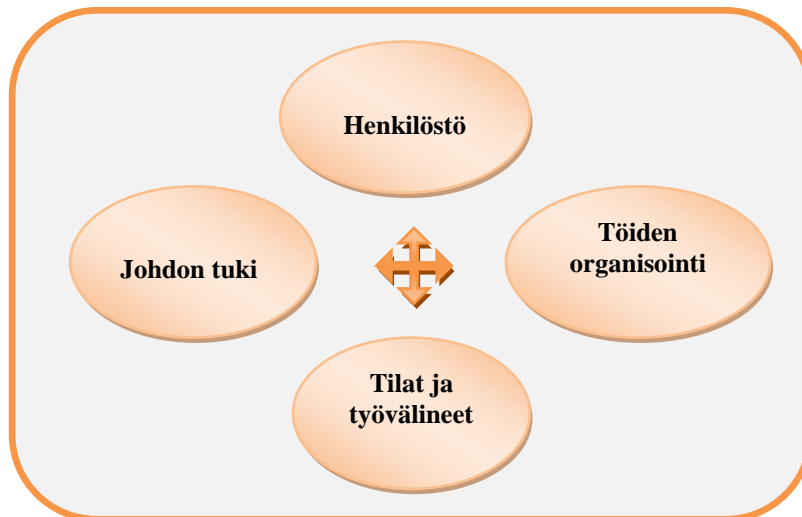 Henkilöstö
Johdon tuki
Töiden
organisointi
Tilat ja
työvälineet